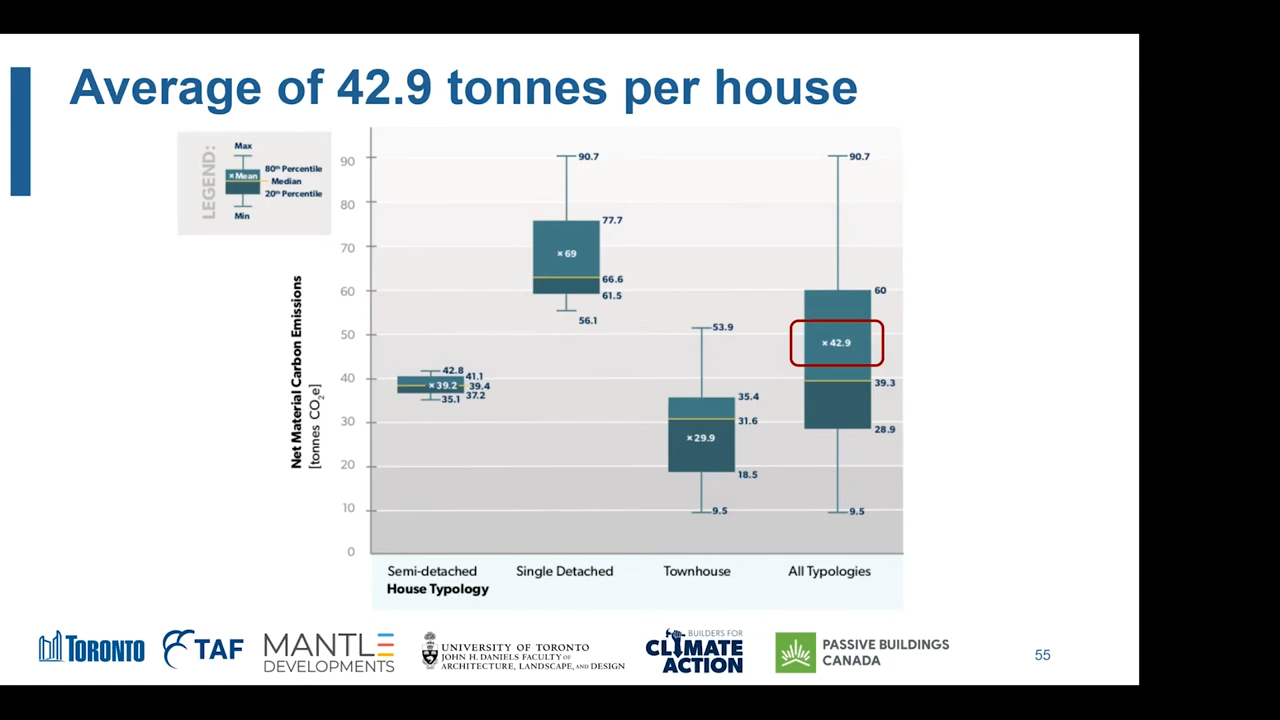 Average of 42.9 tonnes per house
LEGEND:
Max
×Mean
80th Percentile
Median
20th Percentile
Min
Net Material Carbon Emissions
[tonnes CO2e]
90
80
70
60
50
40
30
20
10
0
42.8
41.1
×39.2
39.4
37.2
35.1
90.7
77.7
×69
66.6
61.5
56.1
53.9
35.4
31.6
×29.9
18.5
9.5
90.7
60
×42.9
39.3
28.9
9.5
Semi-detached
Single Detached
Townhouse
All Typologies
House Typology
TORONTO
TAF
MANTLE
DEVELOPMENTS
UNIVERSITY OF TORONTO
JOHN H. DANIELS FACULTY OF
ARCHITECTURE, LANDSCAPE, AND DESIGN
BUILDERS FOR
CLIMATE
ACTION
PASSIVE BUILDINGS
CANADA
55